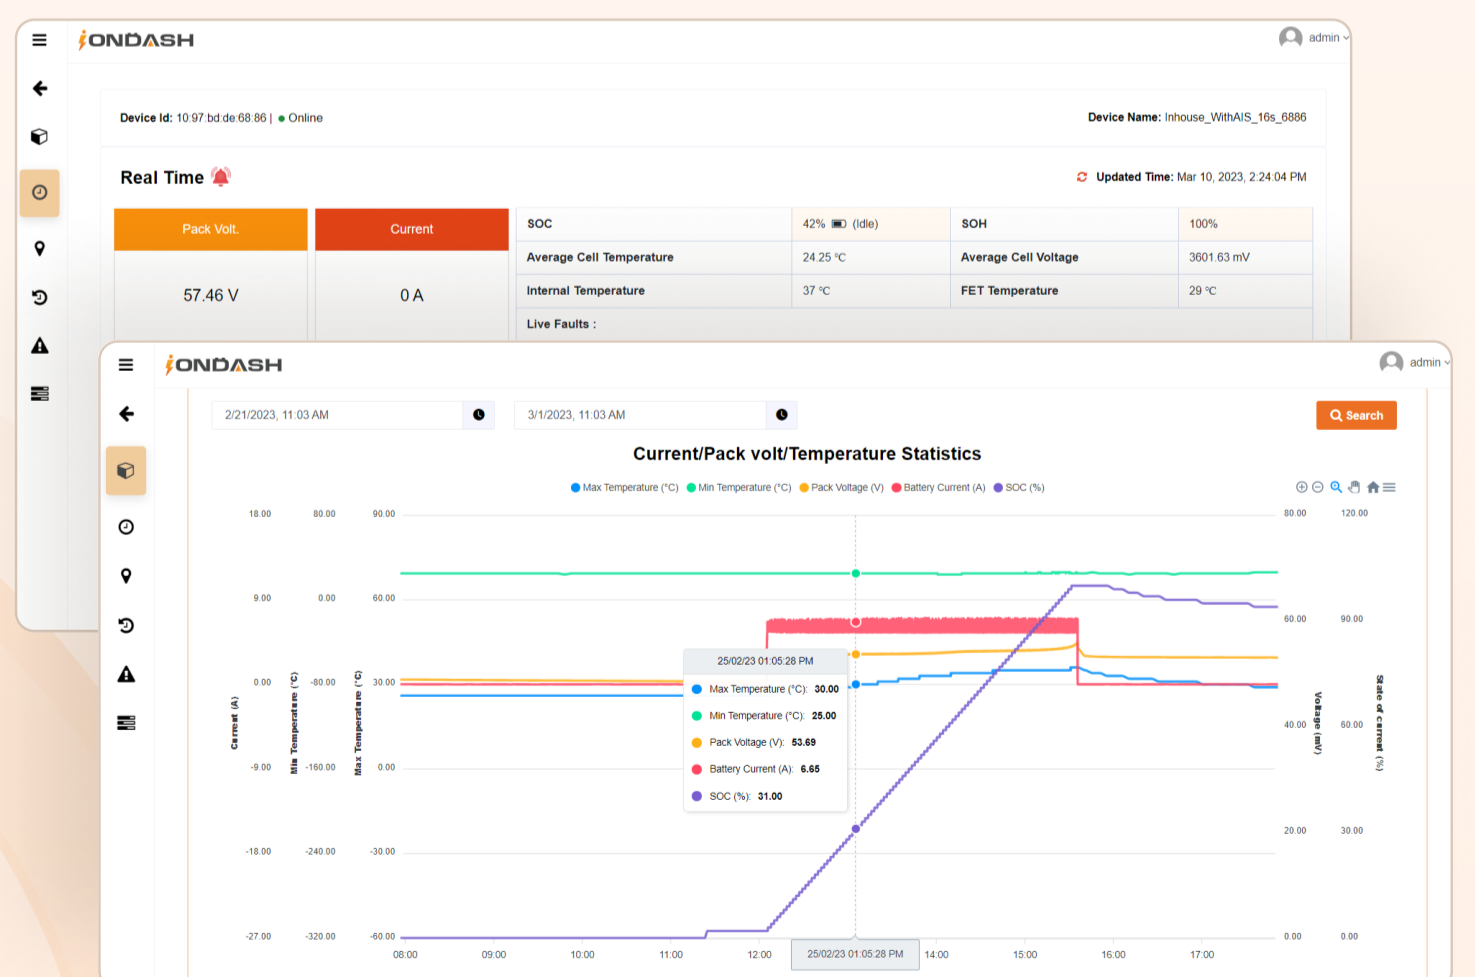 iONDASH
admin
Device Id: 10:97:bd:de:68:86 | ● Online
Device Name: Inhouse_WithAIS_16s_6886
Real Time
Updated Time: Mar 10, 2023, 2:24:04 PM
Pack Volt.
57.46 V
Current
0 A
SOC 42% (Idle) SOH 100%
Average Cell Temperature 24.25 °C Average Cell Voltage 3601.63 mV
Internal Temperature 37 °C FET Temperature 29 °C
Live Faults :
iONDASH
admin
2/21/2023, 11:03 AM
3/1/2023, 11:03 AM
Search
Current/Pack volt/Temperature Statistics
Max Temperature (°C) Min Temperature (°C) Pack Voltage (V) Battery Current (A) SOC (%)
18.00 80.00 90.00 80.00 120.00
9.00 0.00 60.00 60.00 90.00
0.00 -80.00 30.00 40.00 60.00
-9.00 -160.00 0.00 20.00 30.00
-18.00 -240.00 -30.00
-27.00 -320.00 -60.00 0.00 0.00
Current (A)
Min Temperature (°C)
Max Temperature (°C)
Voltage (mV)
State of current (%)
25/02/23 01:05:28 PM
Max Temperature (°C): 30.00
Min Temperature (°C): 25.00
Pack Voltage (V): 53.69
Battery Current (A): 6.65
SOC (%): 31.00
08:00 09:00 10:00 11:00 12:00 25/02/23 01:05:28 PM 14:00 15:00 16:00 17:00